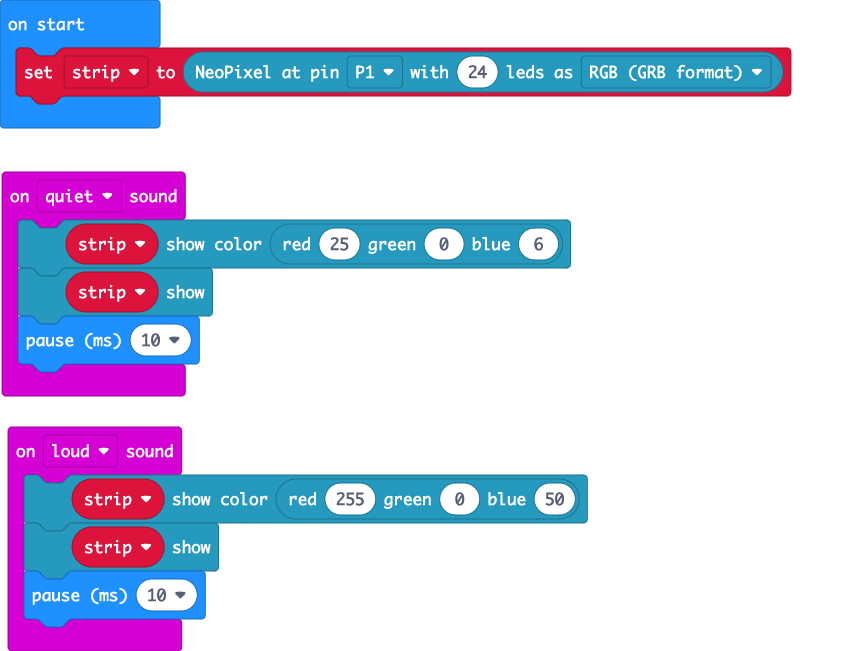 on start
set strip to NeoPixel at pin P1 with 24 leds as RGB (GRB format)
on quiet sound
strip show color red 25 green 0 blue 6
strip show
pause (ms) 10
on loud sound
strip show color red 255 green 0 blue 50
strip show
pause (ms) 10